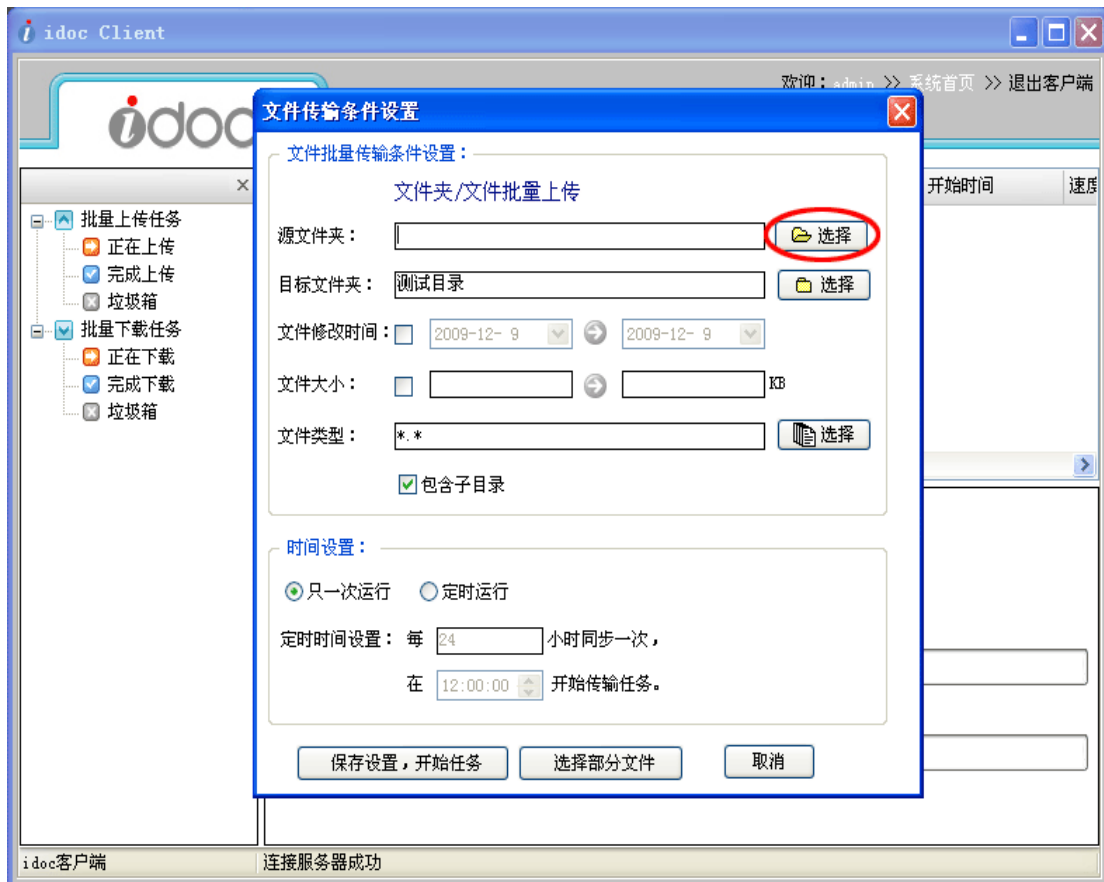 idoc Client
欢迎：admin >> 系统首页 >> 退出客户端
idoc
文件传输条件设置
开始时间
速度
文件批量传输条件设置：
文件夹/文件批量上传
批量上传任务
正在上传
完成上传
垃圾箱
批量下载任务
正在下载
完成下载
垃圾箱
源文件夹：
选择
目标文件夹：
测试目录
选择
文件修改时间：
2009-12- 9
2009-12- 9
文件大小：
KB
文件类型：
*.*
选择
包含子目录
时间设置：
只一次运行
定时运行
定时时间设置：
每
24
小时同步一次，
在
12:00:00
开始传输任务。
保存设置，开始任务
选择部分文件
取消
idoc客户端
连接服务器成功